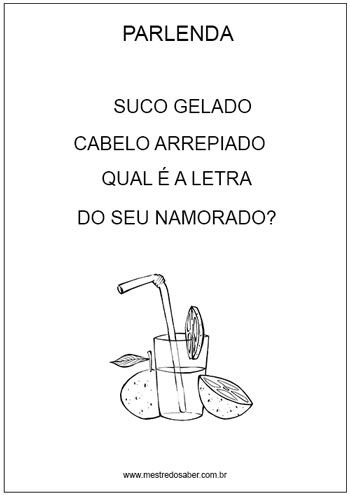 PARLENDA
SUCO GELADO
CABELO ARREPIADO
QUAL É A LETRA
DO SEU NAMORADO?
www.mestredosaber.com.br